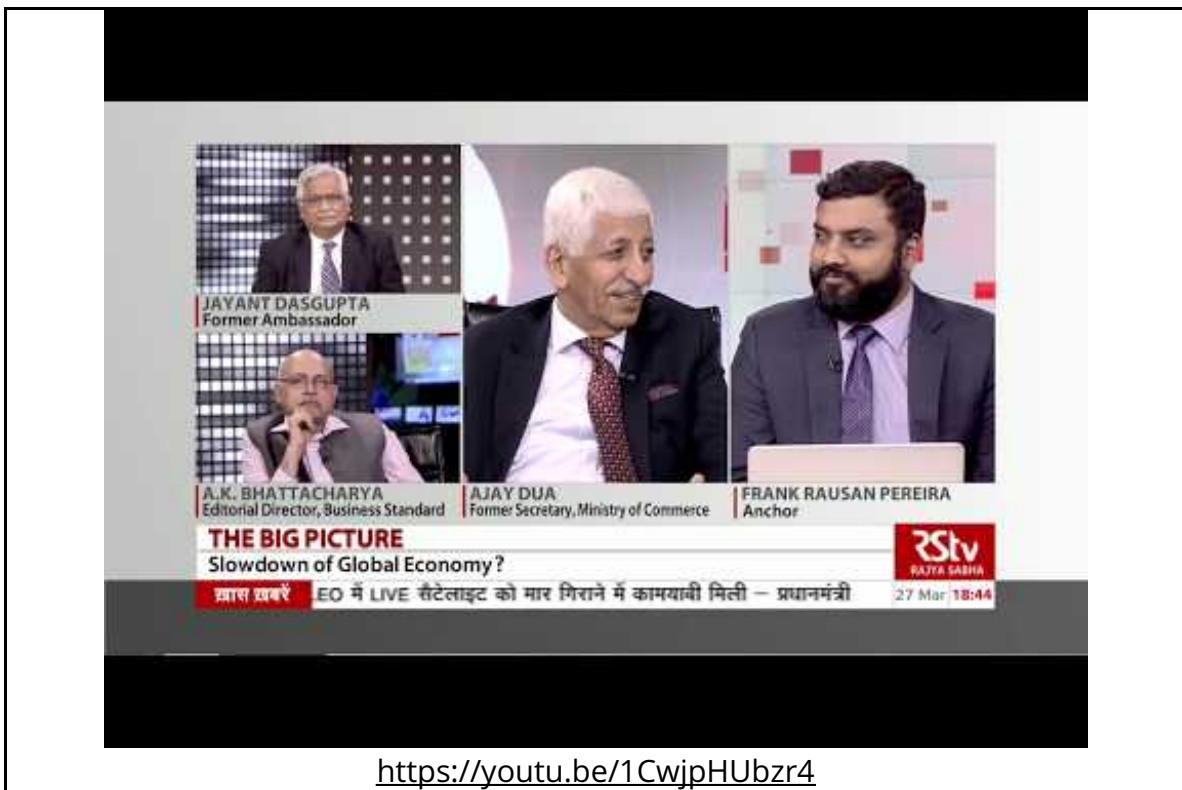 JAYANT DASGUPTA
Former Ambassador
A.K. BHATTACHARYA
Editorial Director, Business Standard
AJAY DUA
Former Secretary, Ministry of Commerce
FRANK RAUSAN PEREIRA
Anchor
THE BIG PICTURE
Slowdown of Global Economy?
RStv
RAJYA SABHA
ख़ास ख़बरें .EO में LIVE सैटेलाइट को मार गिराने में कामयाबी मिली – प्रधानमंत्री 27 Mar 18:44
https://youtu.be/1CwjpHUbzr4